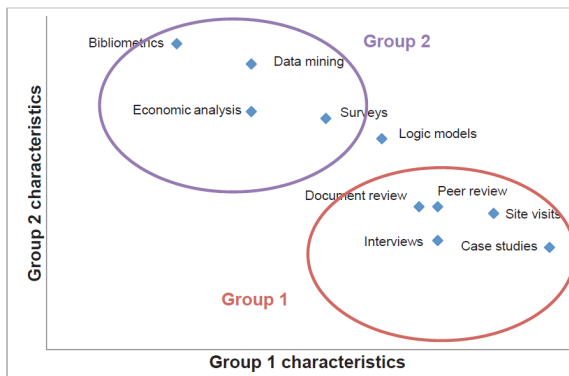 Group 2
Bibliometrics
Data mining
Economic analysis
Surveys
Logic models
Document review
Peer review
Site visits
Interviews
Case studies
Group 1
Group 2 characteristics
Group 1 characteristics